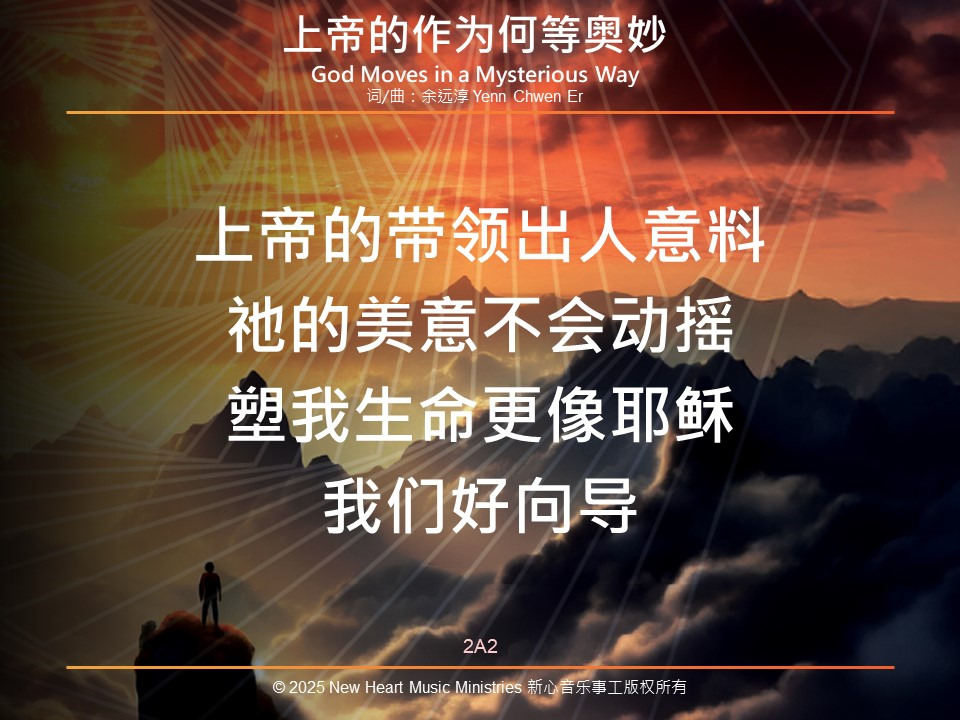 上帝的作为何等奥妙
God Moves in a Mysterious Way
词/曲：余远淳 Yenn Chwen Er
上帝的带领出人意料
祂的美意不会动摇
塑我生命更像耶稣
我们好向导
2A2
© 2025 New Heart Music Ministries 新心音乐事工版权所有